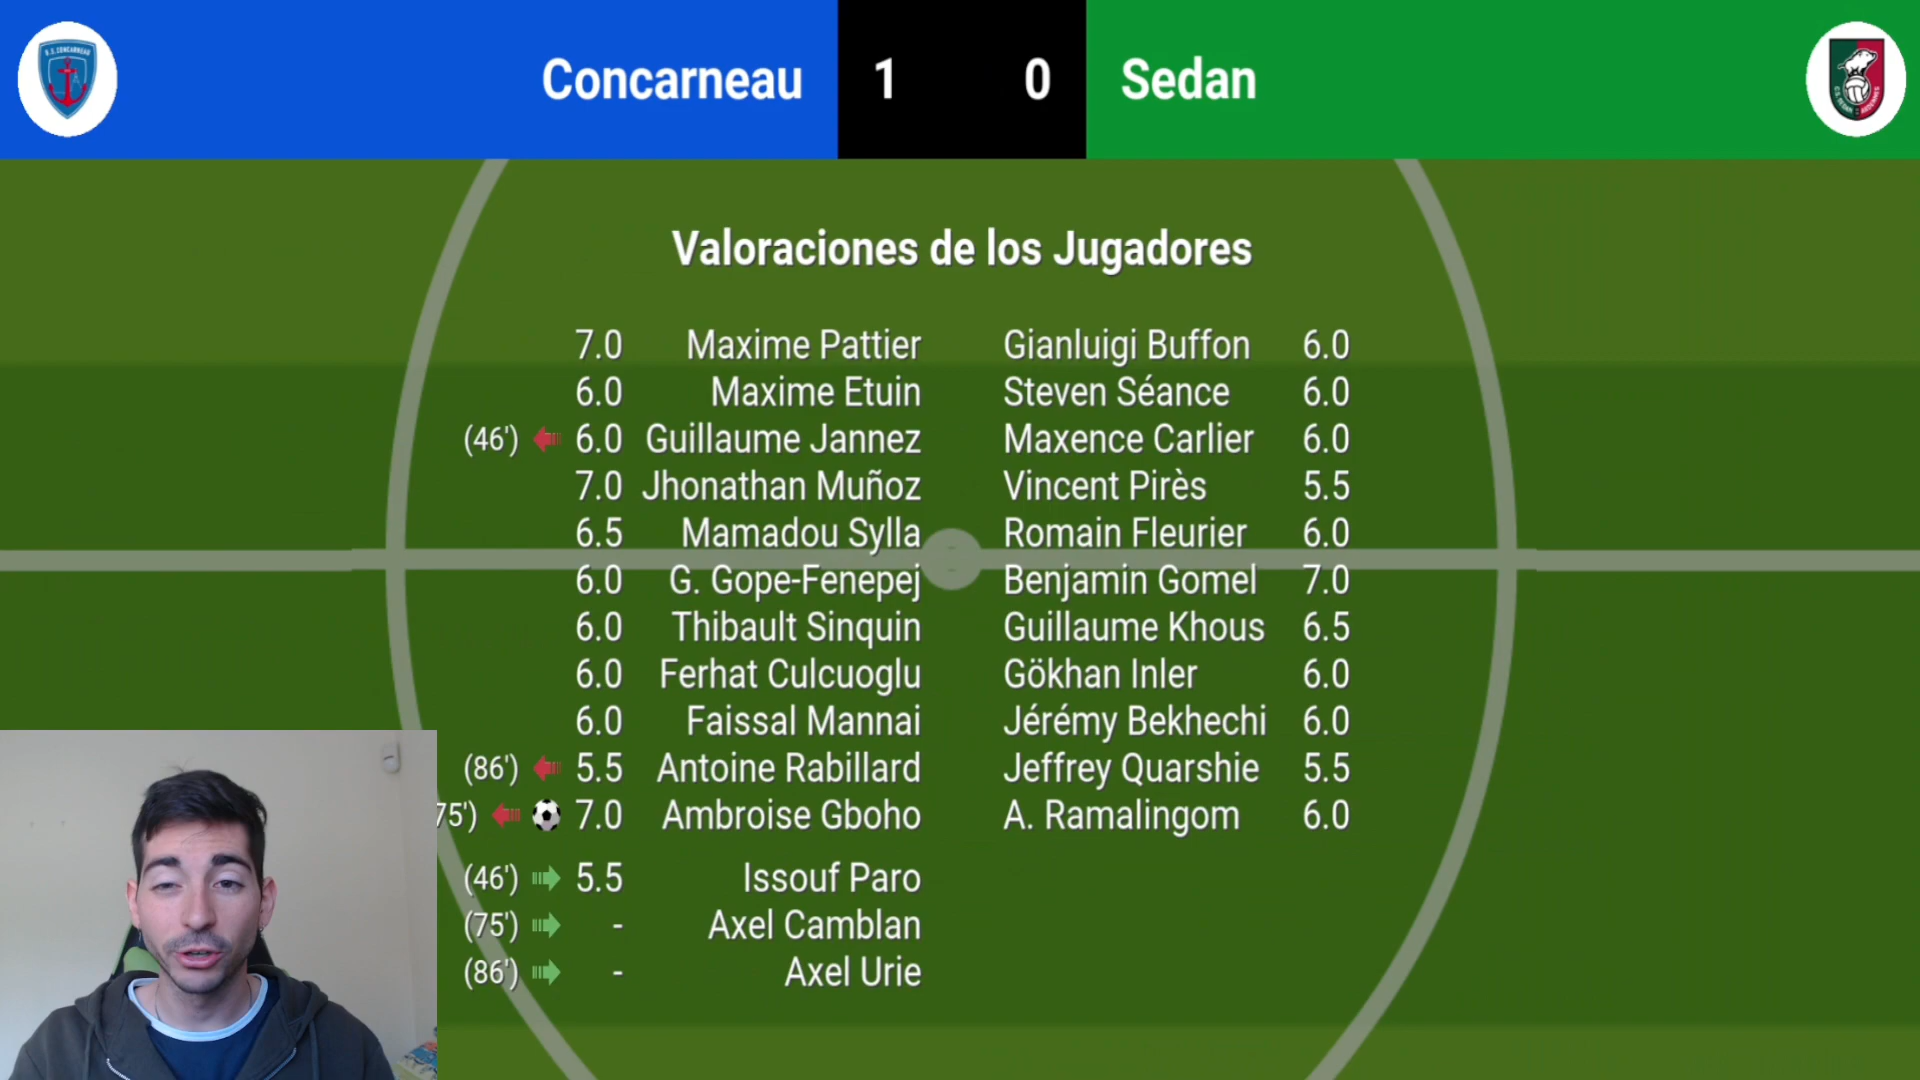 Concarneau 1 0 Sedan
Valoraciones de los Jugadores
7.0 Maxime Pattier Gianluigi Buffon 6.0
6.0 Maxime Etuin Steven Séance 6.0
(46') 6.0 Guillaume Jannez Maxence Carlier 6.0
7.0 Jhonathan Muñoz Vincent Pirès 5.5
6.5 Mamadou Sylla Romain Fleurier 6.0
6.0 G. Gope-Fenepej Benjamin Gomel 7.0
6.0 Thibault Sinquin Guillaume Khous 6.5
6.0 Ferhat Culcuoglu Gökhan Inler 6.0
6.0 Faissal Mannai Jérémy Bekhechi 6.0
(86') 5.5 Antoine Rabillard Jeffrey Quarshie 5.5
75') 7.0 Ambroise Gboho A. Ramalingom 6.0
(46') 5.5 Issouf Paro
(75') - Axel Camblan
(86') - Axel Urie